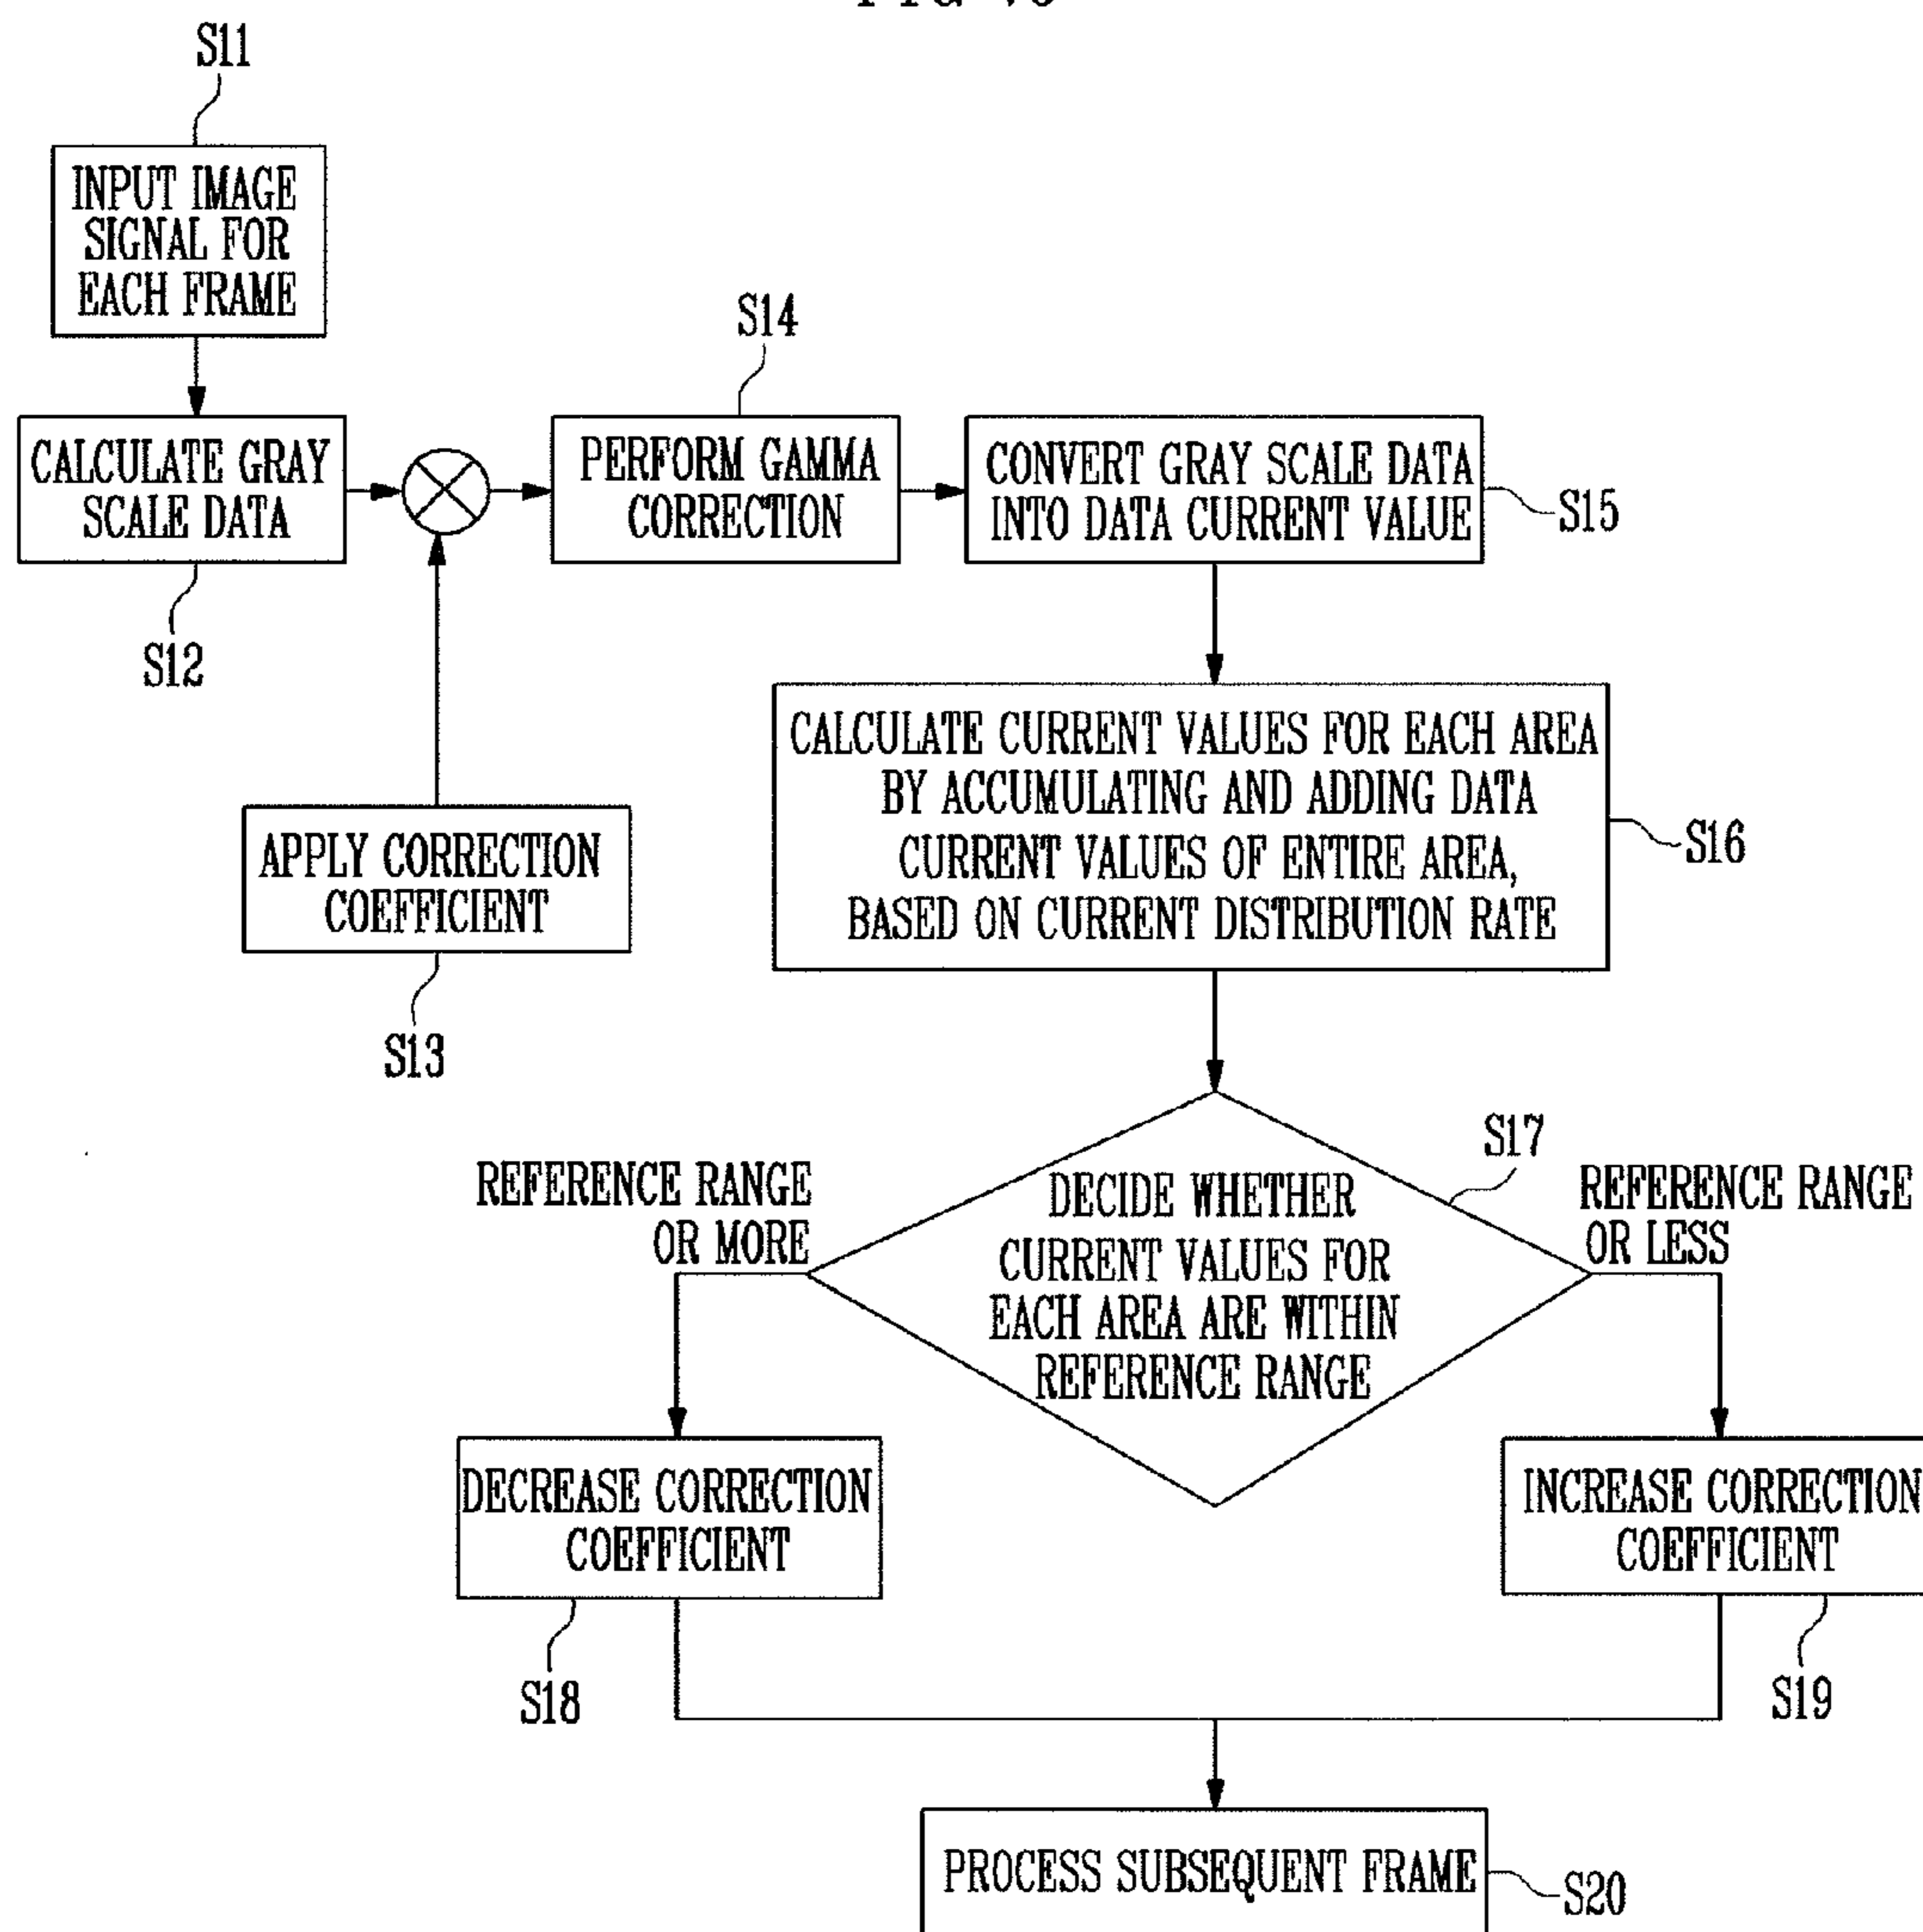 S11
INPUT IMAGE
SIGNAL FOR
EACH FRAME
S14
CALCULATE GRAY
SCALE DATA
PERFORM GAMMA
CORRECTION
CONVERT GRAY SCALE DATA
INTO DATA CURRENT VALUE
S15
S12
CALCULATE CURRENT VALUES FOR EACH AREA
BY ACCUMULATING AND ADDING DATA
CURRENT VALUES OF ENTIRE AREA,
BASED ON CURRENT DISTRIBUTION RATE
S16
APPLY CORRECTION
COEFFICIENT
S13
S17
REFERENCE RANGE
OR MORE
DECIDE WHETHER
CURRENT VALUES FOR
EACH AREA ARE WITHIN
REFERENCE RANGE
REFERENCE RANGE
OR LESS
DECREASE CORRECTION
COEFFICIENT
INCREASE CORRECTION
COEFFICIENT
S18
S19
PROCESS SUBSEQUENT FRAME
S20